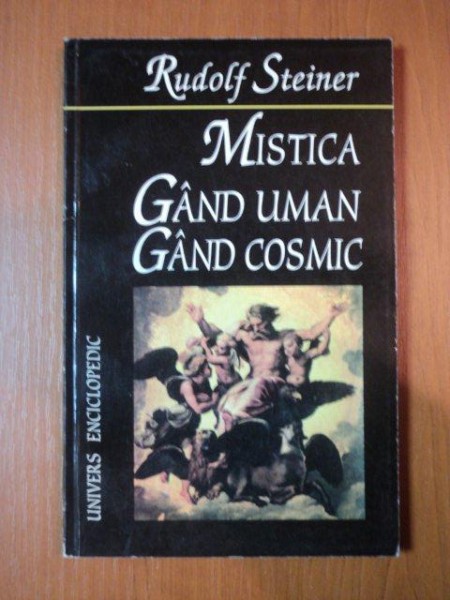 Rudolf Steiner
MISTICA
GÂND UMAN
GÂND COSMIC
UNIVERS ENCICLOPEDIC